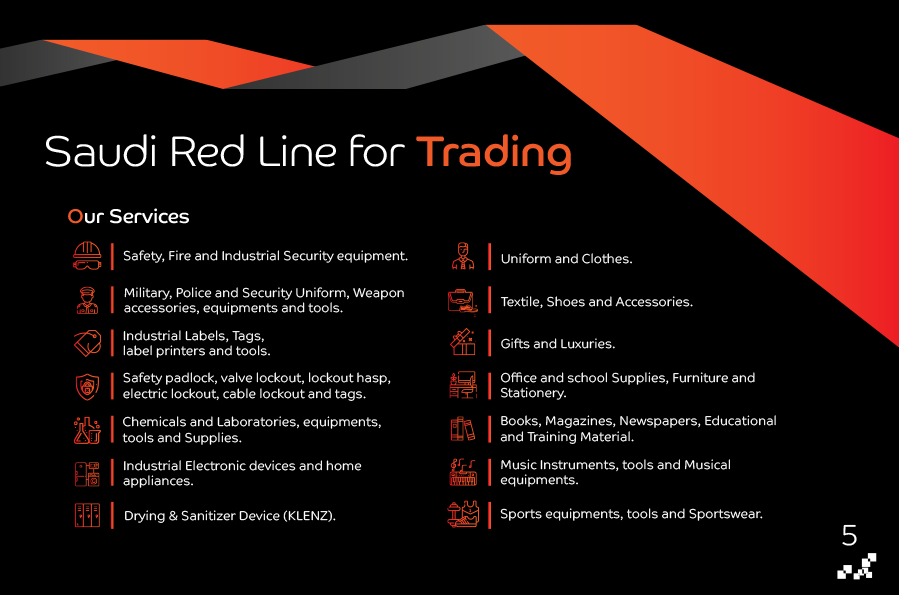 Saudi Red Line for Trading
Our Services
Safety, Fire and Industrial Security equipment.
Military, Police and Security Uniform, Weapon
accessories, equipments and tools.
Industrial Labels, Tags,
label printers and tools.
Safety padlock, valve lockout, lockout hasp,
electric lockout, cable lockout and tags.
Chemicals and Laboratories, equipments,
tools and Supplies.
Industrial Electronic devices and home
appliances.
Drying & Sanitizer Device (KLENZ).
Uniform and Clothes.
Textile, Shoes and Accessories.
Gifts and Luxuries.
Office and school Supplies, Furniture and
Stationery.
Books, Magazines, Newspapers, Educational
and Training Material.
Music Instruments, tools and Musical
equipments.
Sports equipments, tools and Sportswear.
5